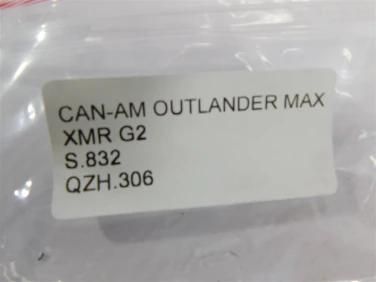 CAN-AM OUTLANDER MAX
XMR G2
S.832
QZH.306